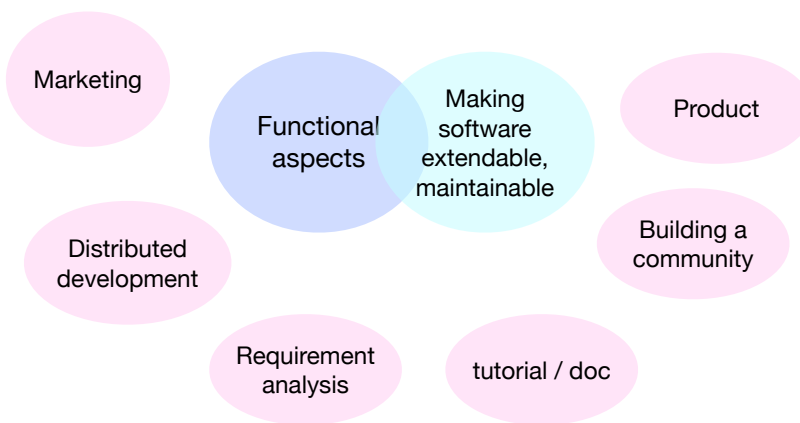 Marketing
Functional
aspects
Making
software
extendable,
maintainable
Product
Distributed
development
Building a
community
Requirement
analysis
tutorial / doc